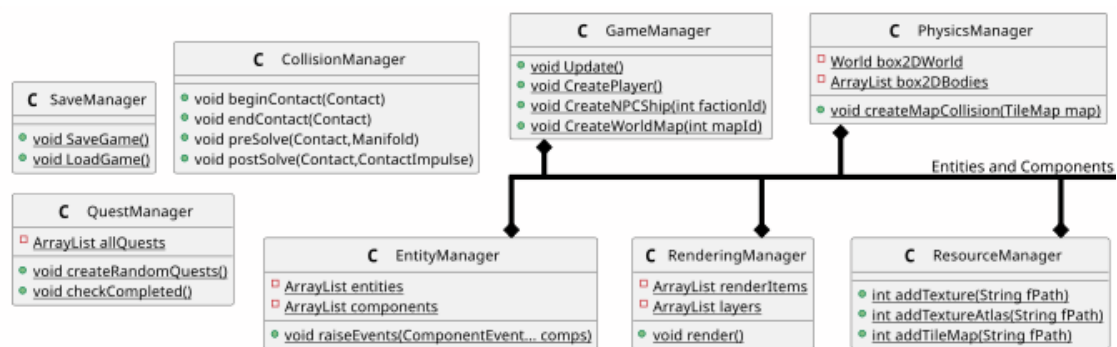 C SaveManager
void SaveGame()
void LoadGame()
C CollisionManager
void beginContact(Contact)
void endContact(Contact)
void preSolve(Contact,Manifold)
void postSolve(Contact,ContactImpulse)
C GameManager
void Update()
void CreatePlayer()
void CreateNPCShip(int factionId)
void CreateWorldMap(int mapId)
C PhysicsManager
World box2DWorld
ArrayList box2DBodies
void createMapCollision(TileMap map)
Entities and Components
C QuestManager
ArrayList allQuests
void createRandomQuests()
void checkCompleted()
C EntityManager
ArrayList entities
ArrayList components
void raiseEvents(ComponentEvent... comps)
C RenderingManager
ArrayList renderItems
ArrayList layers
void render()
C ResourceManager
int addTexture(String fPath)
int addTextureAtlas(String fPath)
int addTileMap(String fPath)